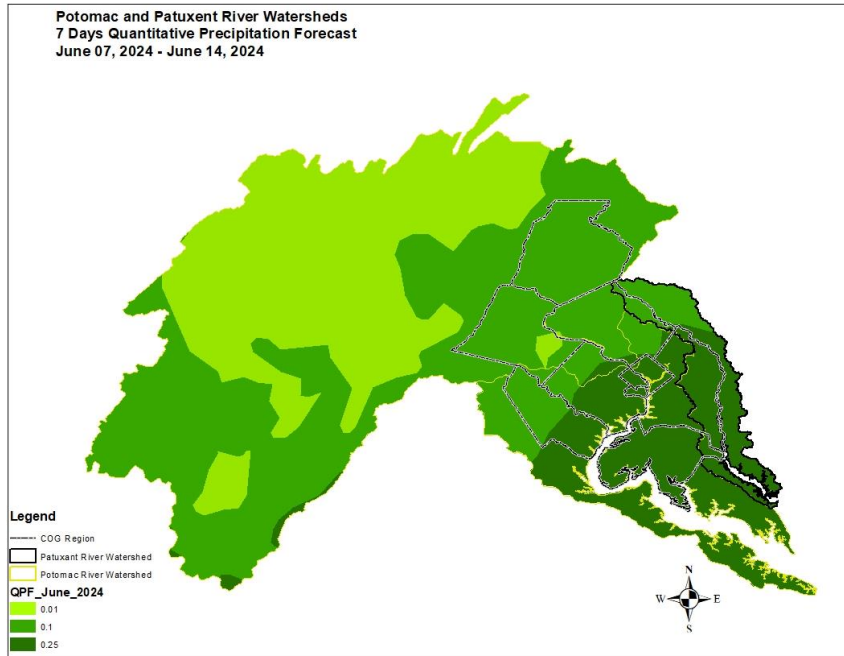 Potomac and Patuxent River Watersheds
7 Days Quantitative Precipitation Forecast
June 07, 2024 - June 14, 2024
Legend
COG Region
Patuxant River Watershed
Potomac River Watershed
QPF_June_2024
0.01
0.1
0.25
N
W E
S